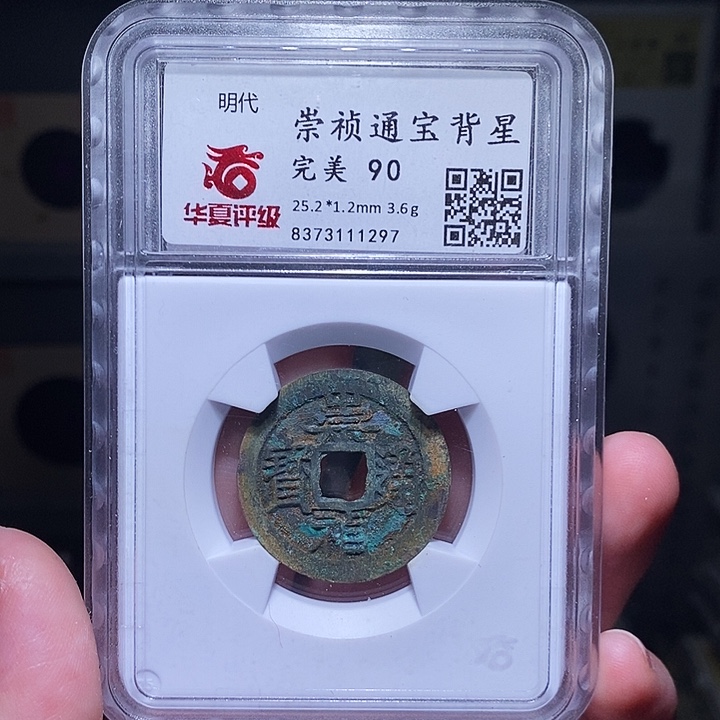 明代
崇祯通宝背星
完美 90
华夏评级
25.2*1.2mm 3.6g
8373111297
崇
通
寶